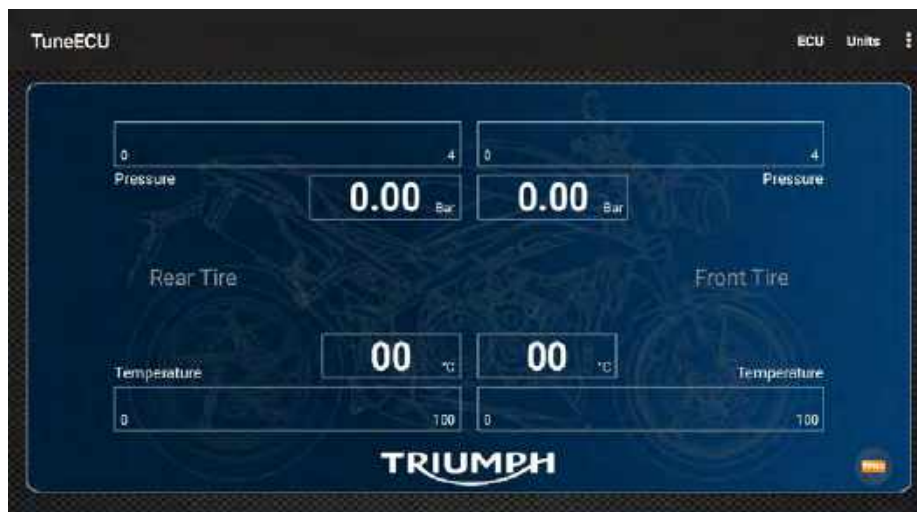 TuneECU ECU Units
0 4 0 4
Pressure 0.00 Bar 0.00 Bar Pressure
Rear Tire Front Tire
Temperature 00 °C 00 °C Temperature
0 100 0 100
TRIUMPH